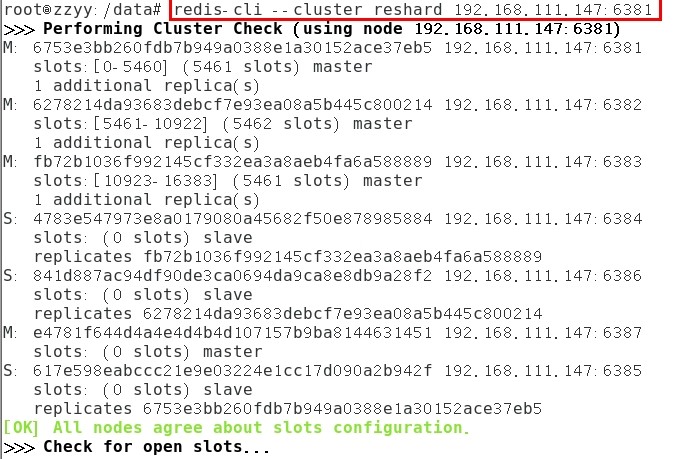 root@zzyy:/data# redis-cli --cluster reshard 192.168.111.147:6381
>>> Performing Cluster Check (using node 192.168.111.147:6381)
M: 6753e3bb260fdb7b949a0388e1a30152ace37eb5 192.168.111.147:6381
slots:[0-5460] (5461 slots) master
1 additional replica(s)
M: 6278214da93683debcf7e93ea08a5b445c800214 192.168.111.147:6382
slots:[5461-10922] (5462 slots) master
1 additional replica(s)
M: fb72b1036f992145cf332ea3a8aeb4fa6a588889 192.168.111.147:6383
slots:[10923-16383] (5461 slots) master
1 additional replica(s)
S: 4783e547973e8a0179080a45682f50e878985884 192.168.111.147:6384
slots: (0 slots) slave
replicates fb72b1036f992145cf332ea3a8aeb4fa6a588889
S: 841d887ac94df90de3ca0694da9ca8e8db9a28f2 192.168.111.147:6386
slots: (0 slots) slave
replicates 6278214da93683debcf7e93ea08a5b445c800214
M: e4781f644d4a4e4d4b4d107157b9ba8144631451 192.168.111.147:6387
slots: (0 slots) master
S: 617e598eabccc21e9e03224e1cc17d090a2b942f 192.168.111.147:6385
slots: (0 slots) slave
replicates 6753e3bb260fdb7b949a0388e1a30152ace37eb5
[OK] All nodes agree about slots configuration.
>>> Check for open slots...